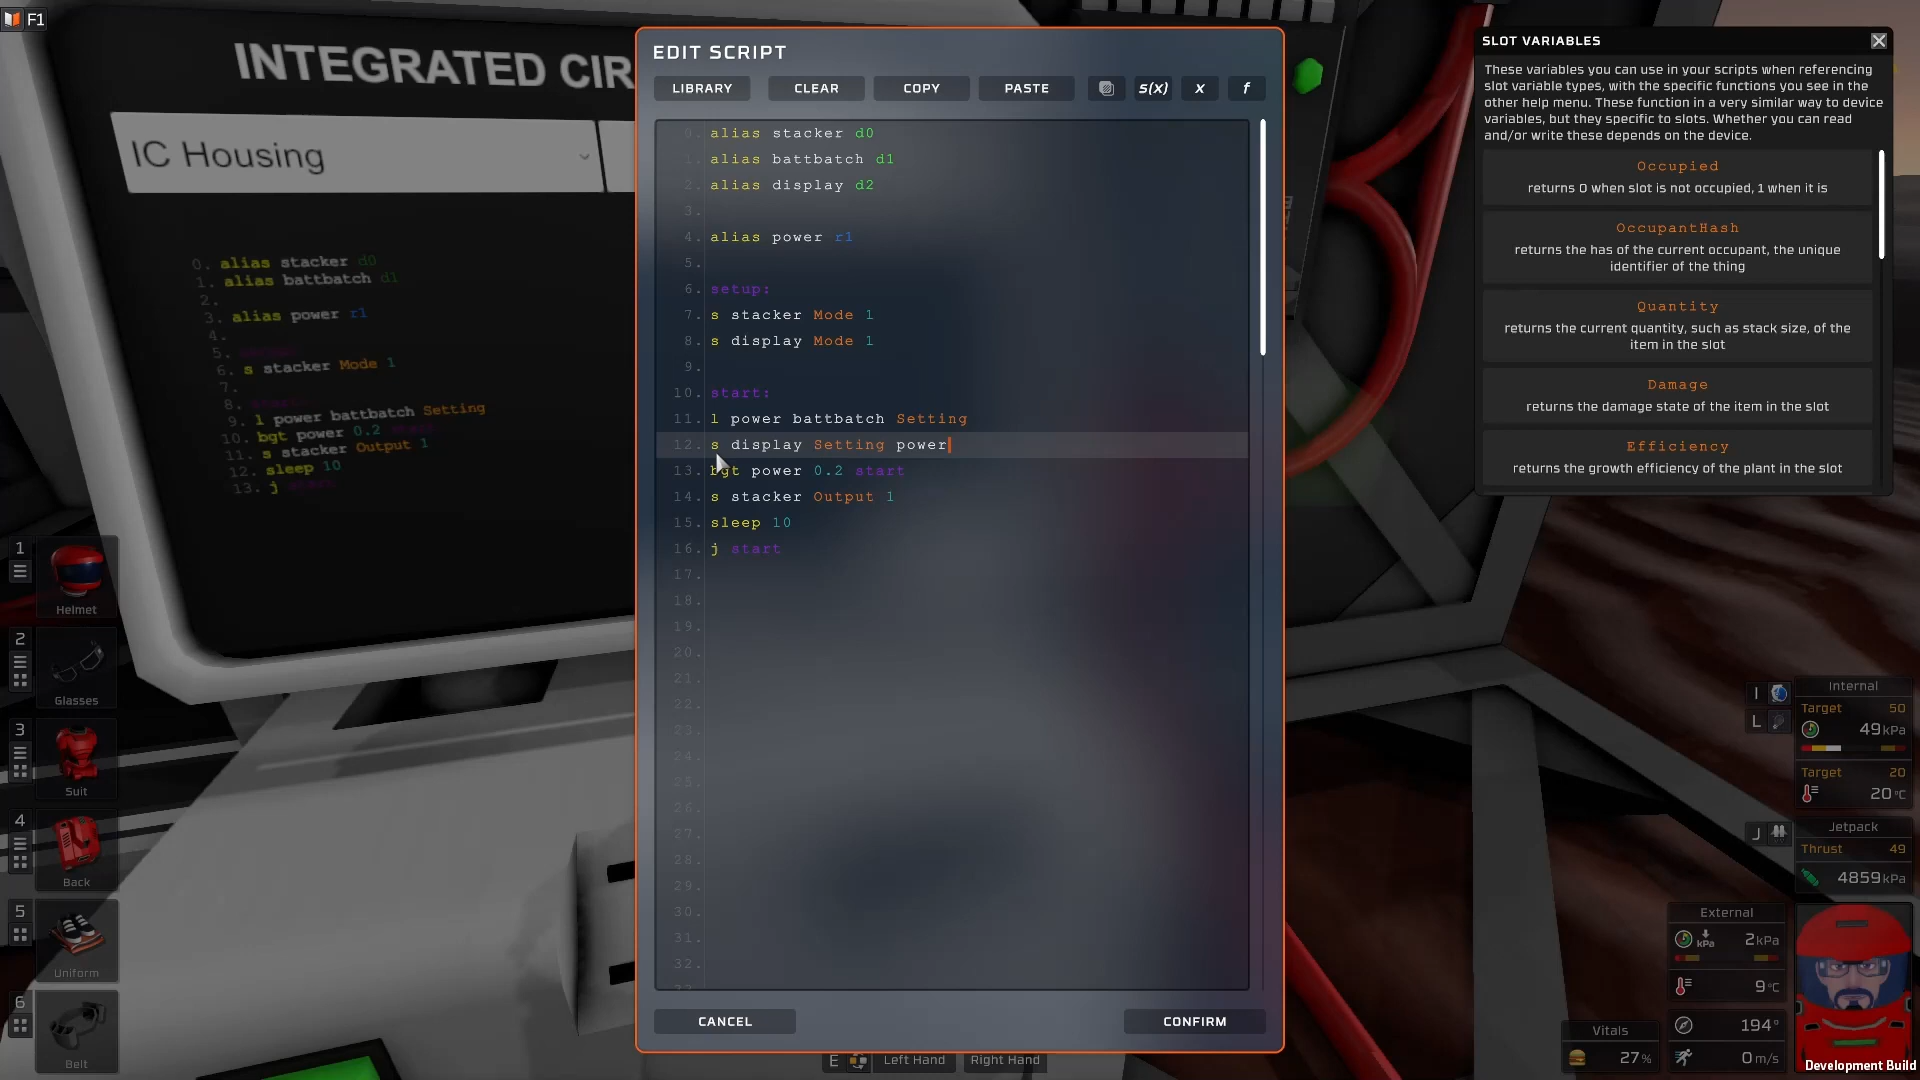 F1
INTEGRATED CIR
IC Housing
0. alias stacker d0
1. alias battbatch d1
2.
3. alias power r1
4.
5.
6. s stacker Mode 1
7.
8.
9. l power battbatch Setting
10. bgt power 0.2 start
11. s stacker Output 1
12. sleep 10
13. j start
EDIT SCRIPT
LIBRARY
CLEAR
COPY
PASTE
S(X)
X
f
0. alias stacker d0
1. alias battbatch d1
2. alias display d2
3.
4. alias power r1
5.
6. setup:
7. s stacker Mode 1
8. s display Mode 1
9.
10. start:
11. l power battbatch Setting
12. s display Setting power
13. bgt power 0.2 start
14. s stacker Output 1
15. sleep 10
16. j start
17.
18.
19.
20.
21.
22.
23.
24.
25.
26.
27.
28.
29.
30.
31.
32.
CANCEL
CONFIRM
SLOT VARIABLES
These variables you can use in your scripts when referencing
slot variable types, with the specific functions you see in the
other help menu. These function in a very similar way to device
variables, but they specific to slots. Whether you can read
and/or write these depends on the device.
Occupied
returns 0 when slot is not occupied, 1 when it is
OccupantHash
returns the has of the current occupant, the unique
identifier of the thing
Quantity
returns the current quantity, such as stack size, of the
item in the slot
Damage
returns the damage state of the item in the slot
Efficiency
returns the growth efficiency of the plant in the slot
1
Helmet
2
Glasses
3
Suit
4
Back
5
Uniform
6
Belt
E
Left Hand
Right Hand
I
L
Internal
Target 50
49kPa
Target 20
20°C
J
Jetpack
Thrust 49
4859kPa
External
kPa
2kPa
9°C
194°
0m/s
Vitals
27%
Development Build